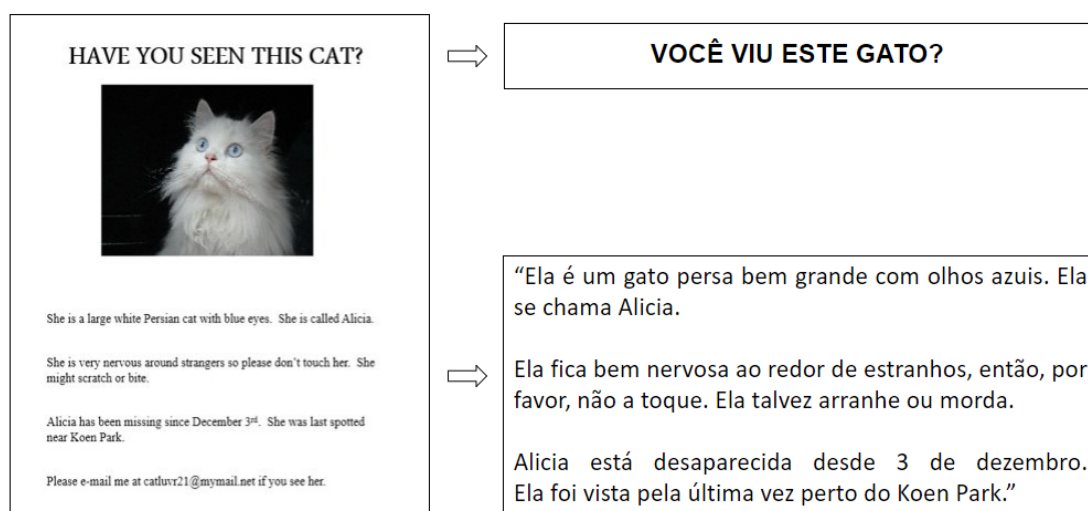 HAVE YOU SEEN THIS CAT?
She is a large white Persian cat with blue eyes. She is called Alicia.
She is very nervous around strangers so please don't touch her. She
might scratch or bite.
Alicia has been missing since December 3rd. She was last spotted
near Koen Park.
Please e-mail me at catluvr21@mymail.net if you see her.
VOCÊ VIU ESTE GATO?
“Ela é um gato persa bem grande com olhos azuis. Ela
se chama Alicia.
Ela fica bem nervosa ao redor de estranhos, então, por
favor, não a toque. Ela talvez arranhe ou morda.
Alicia está desaparecida desde 3 de dezembro.
Ela foi vista pela última vez perto do Koen Park.”